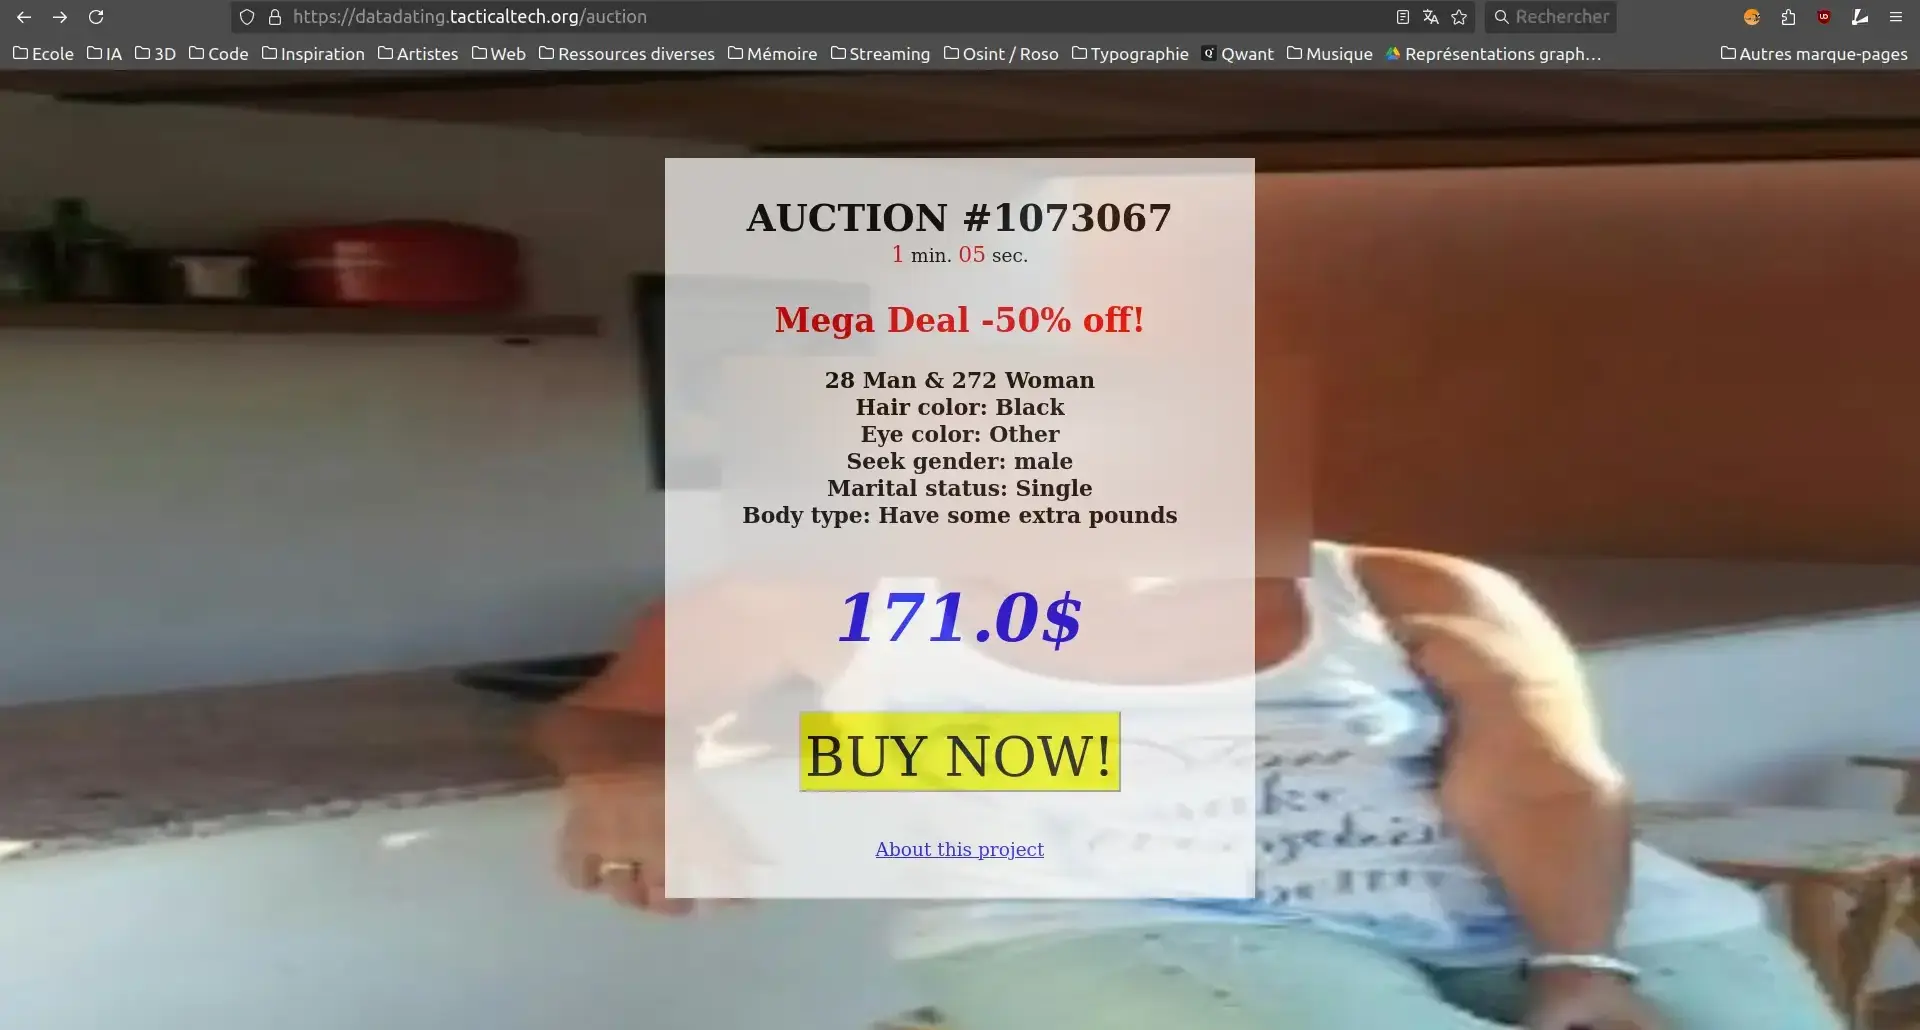 https://datadating.tacticaltech.org/auction
Rechercher
Ecole IA 3D Code Inspiration Artistes Web Ressources diverses Mémoire Streaming Osint / Roso Typographie Qwant Musique Représentations graph… Autres marque-pages
AUCTION #1073067
1 min. 05 sec.
Mega Deal -50% off!
28 Man & 272 Woman
Hair color: Black
Eye color: Other
Seek gender: male
Marital status: Single
Body type: Have some extra pounds
171.0$
BUY NOW!
About this project